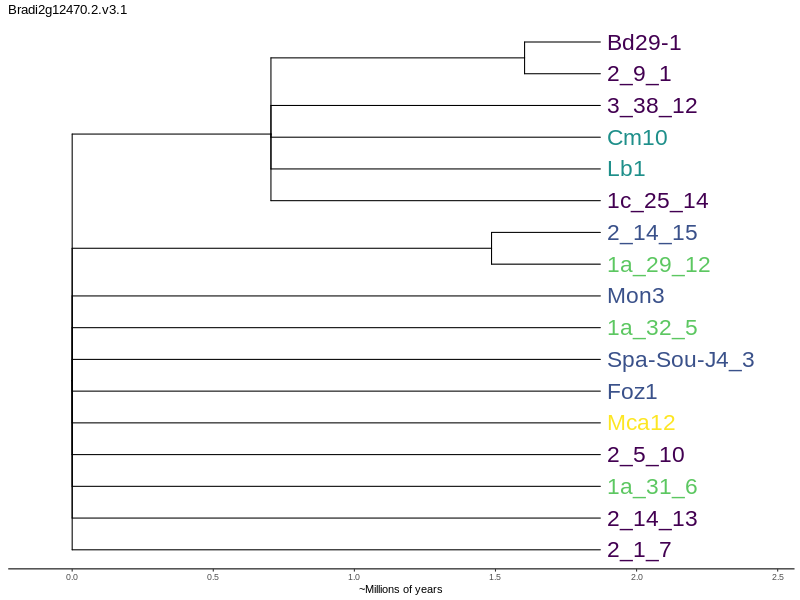 Bradi2g12470.2.v3.1
Bd29-1
2_9_1
3_38_12
Cm10
Lb1
1c_25_14
2_14_15
1a_29_12
Mon3
1a_32_5
Spa-Sou-J4_3
Foz1
Mca12
2_5_10
1a_31_6
2_14_13
2_1_7
0.0 0.5 1.0 1.5 2.0 2.5
~Millions of years